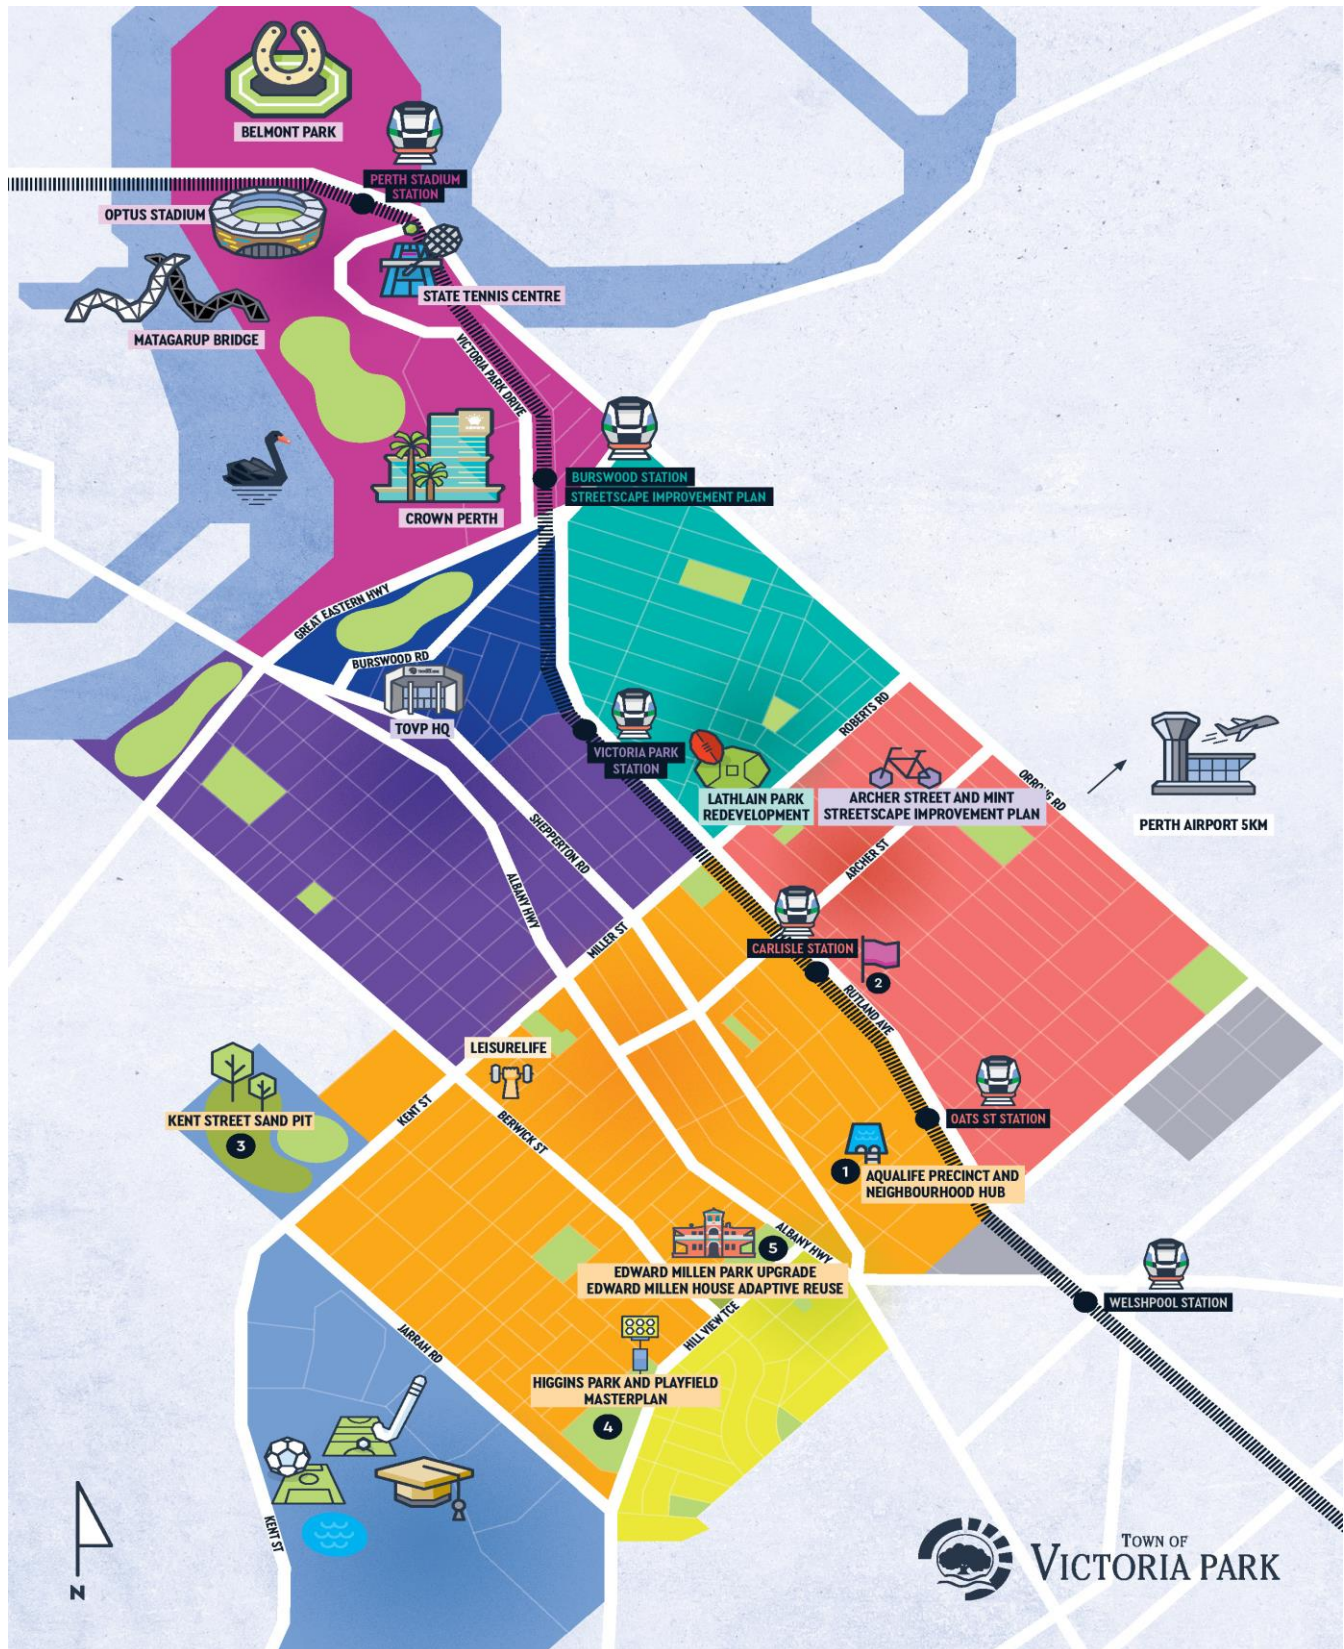 BELMONT PARK
PERTH STADIUM
STATION
OPTUS STADIUM
STATE TENNIS CENTRE
MATAGARUP BRIDGE
VICTORIA PARK DRIVE
BURSWOOD STATION
STREETSCAPE IMPROVEMENT PLAN
CROWN PERTH
GREAT EASTERN HWY
BURSWOOD RD
TOVP HQ
VICTORIA PARK
STATION
ROBERTS RD
LATHLAIN PARK
REDEVELOPMENT
ARCHER STREET AND MINT
STREETSCAPE IMPROVEMENT PLAN
ORRONG RD
PERTH AIRPORT 5KM
SHEPPERTON RD
ARCHER ST
ALBANY HWY
MILLER ST
CARLISLE STATION
2
RUTLAND AVE
LEISURELIFE
KENT ST
BERWICK ST
KENT STREET SAND PIT
3
OATS ST STATION
1
AQUALIFE PRECINCT AND
NEIGHBOURHOOD HUB
ALBANY HWY
5
EDWARD MILLEN PARK UPGRADE
EDWARD MILLEN HOUSE ADAPTIVE REUSE
WELSHPOOL STATION
HILL VIEW TCE
JARRAH RD
HIGGINS PARK AND PLAYFIELD
MASTERPLAN
4
KENT ST
N
TOWN OF
VICTORIA PARK